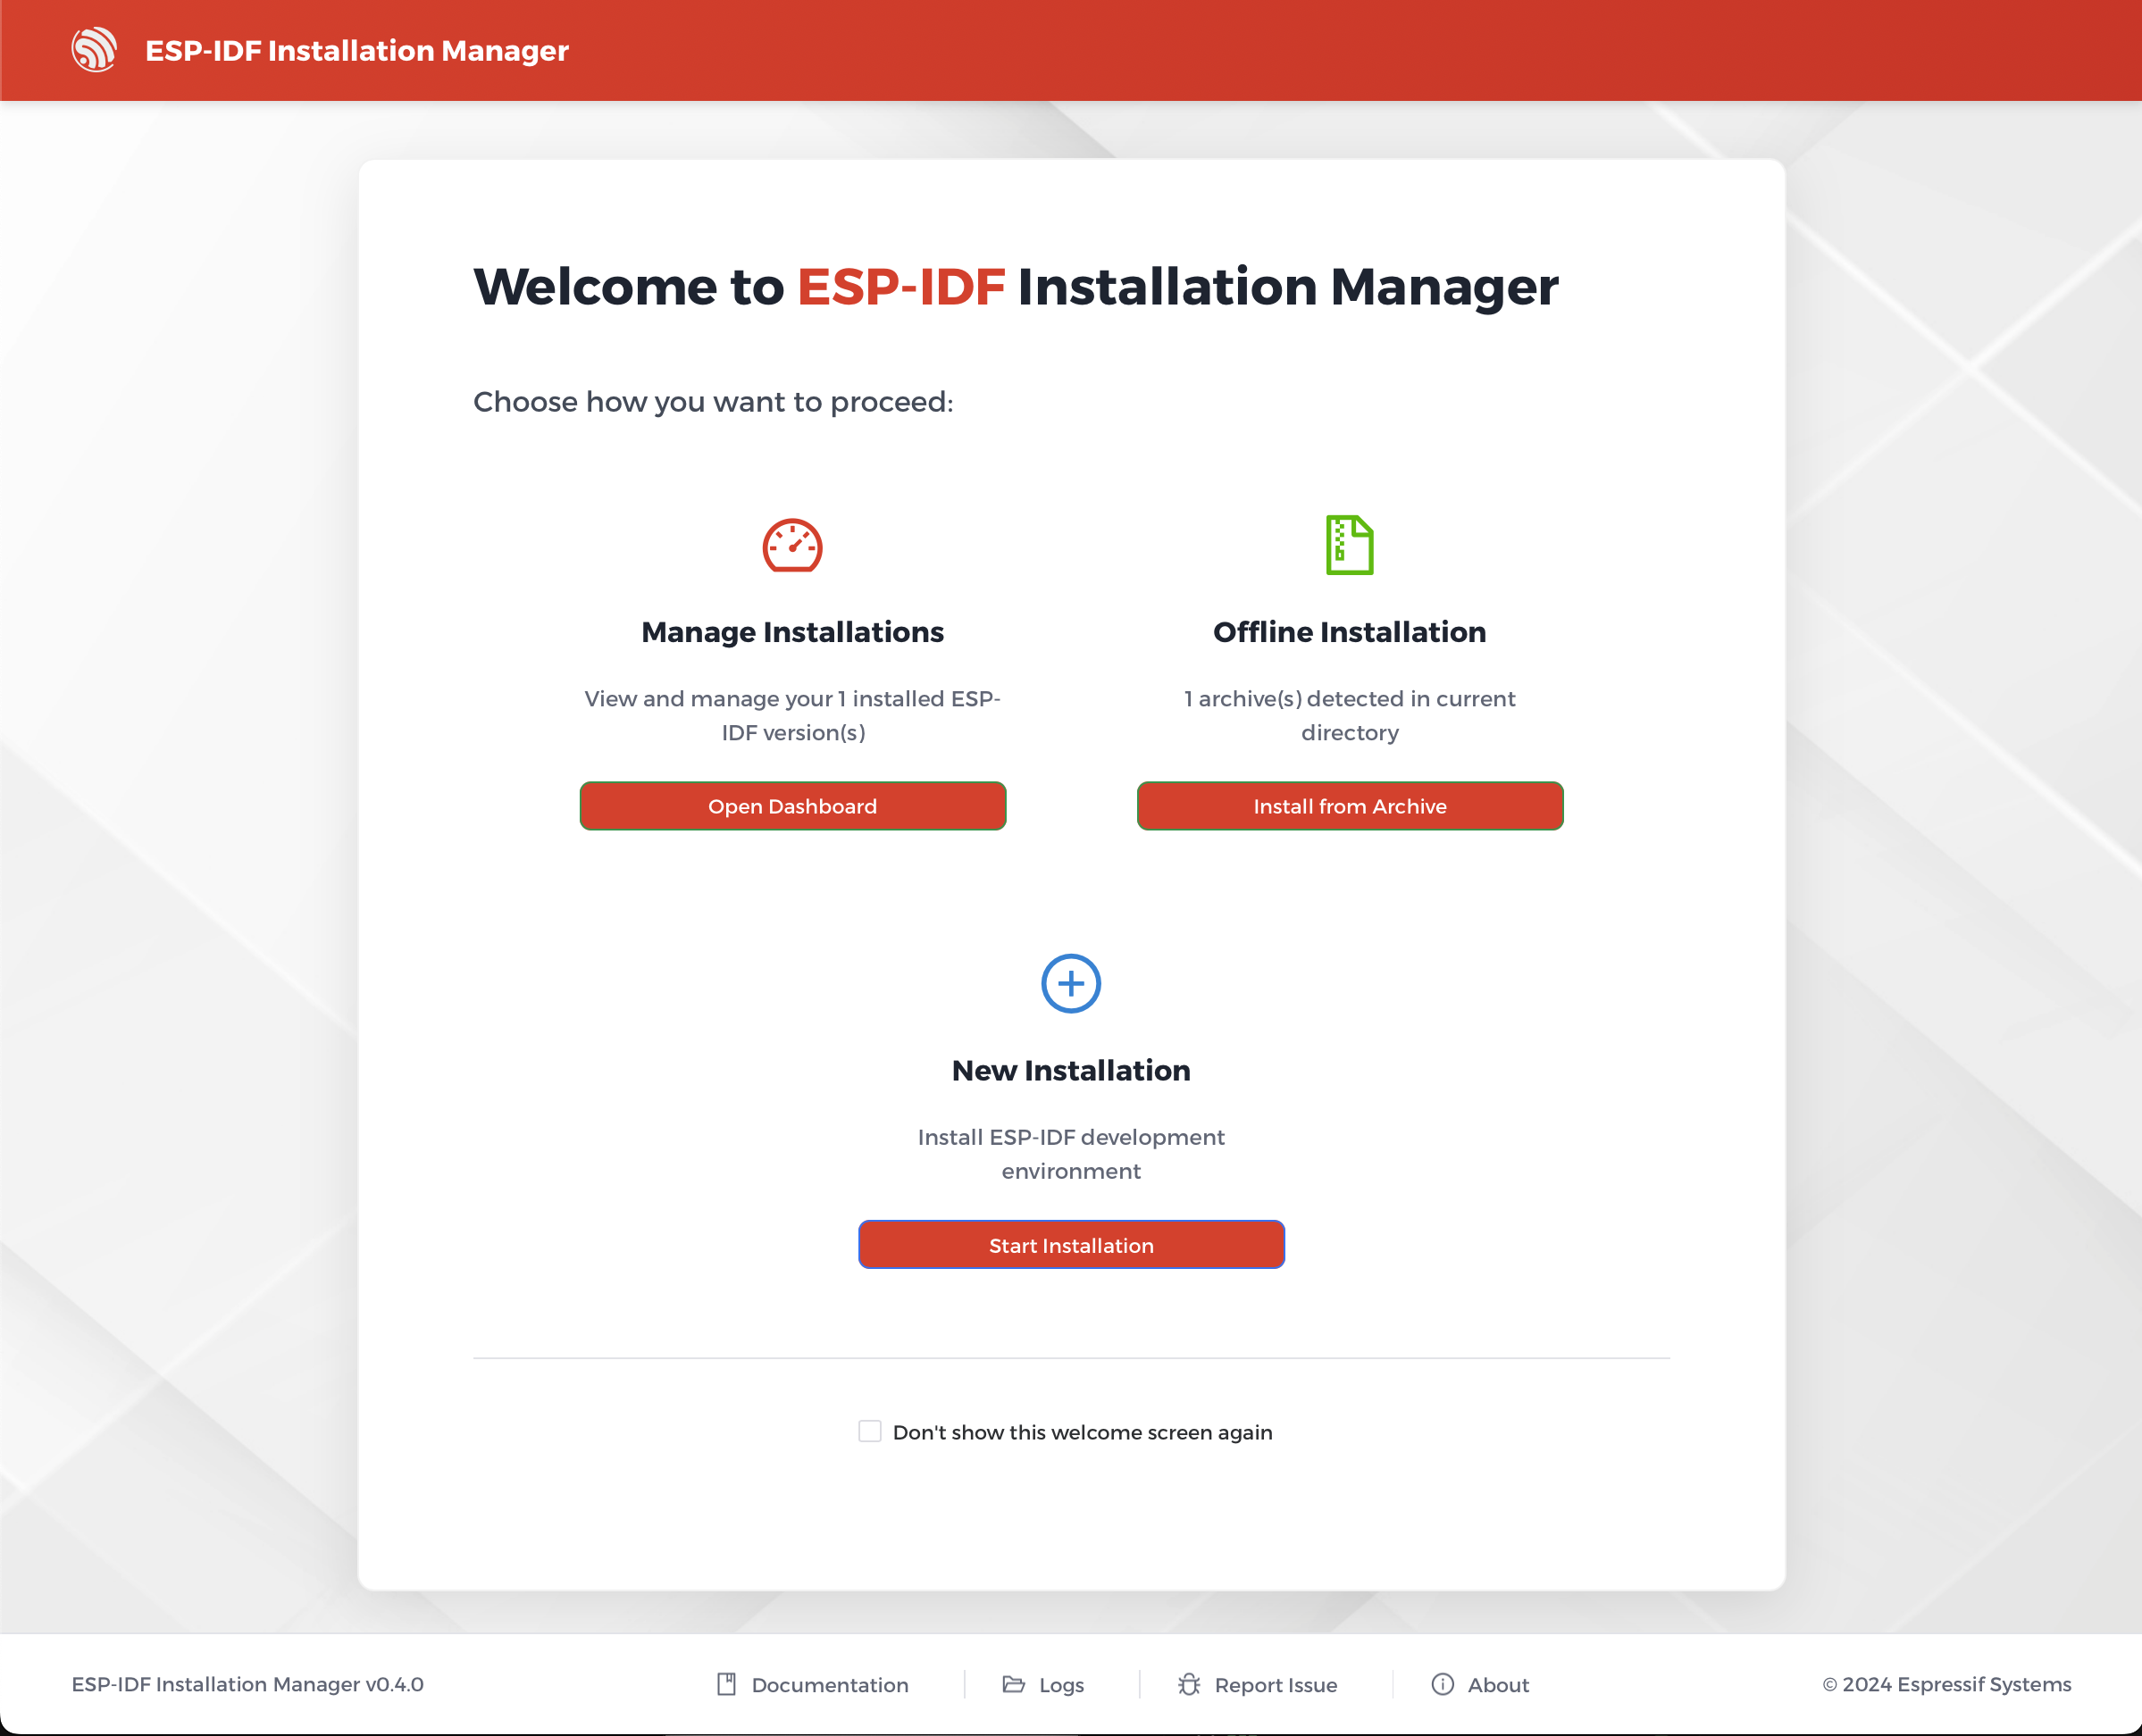 ESP-IDF Installation Manager
Welcome to ESP-IDF Installation Manager
Choose how you want to proceed:
Manage Installations
View and manage your 1 installed ESP-
IDF version(s)
Open Dashboard
Offline Installation
1 archive(s) detected in current
directory
Install from Archive
New Installation
Install ESP-IDF development
environment
Start Installation
Don't show this welcome screen again
ESP-IDF Installation Manager v0.4.0
Documentation
Logs
Report Issue
About
© 2024 Espressif Systems